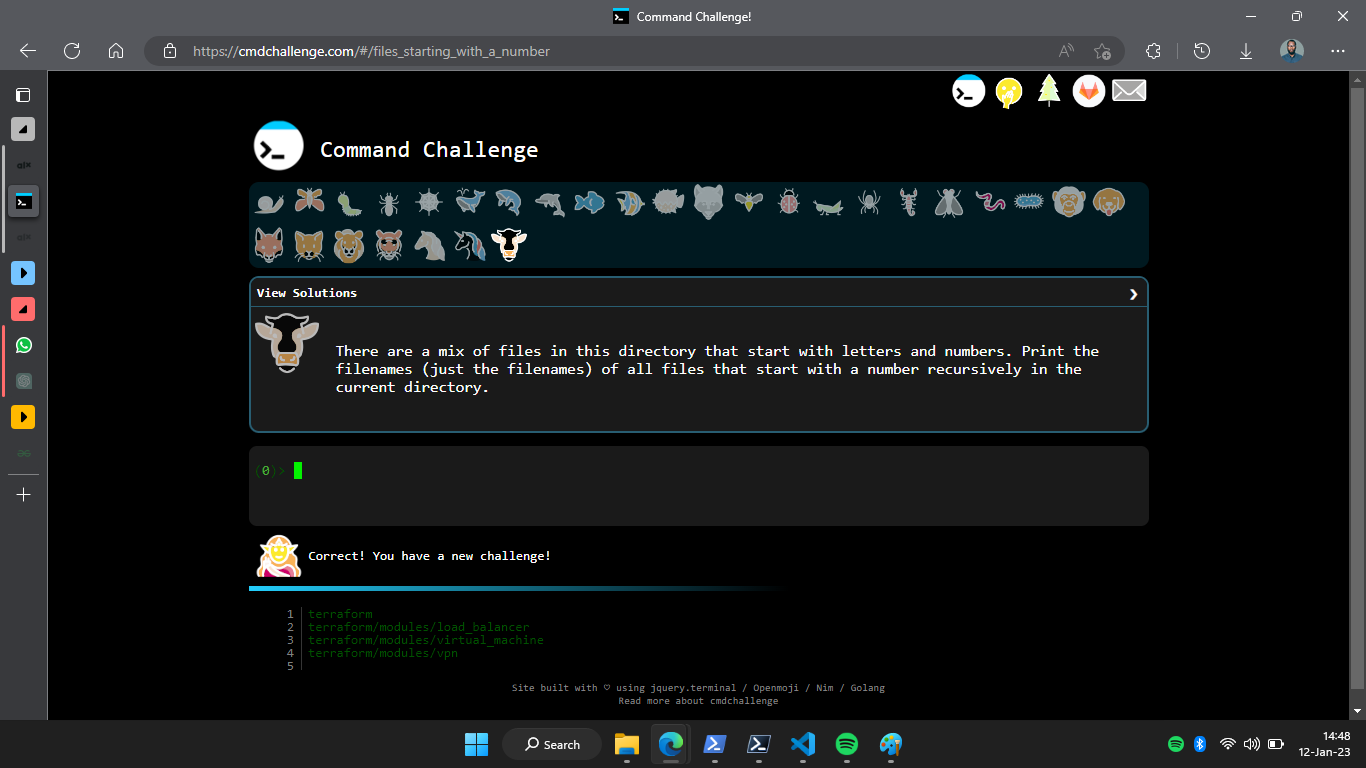 Command Challenge!
https://cmdchallenge.com/#/files_starting_with_a_number
Command Challenge
View Solutions
There are a mix of files in this directory that start with letters and numbers. Print the
filenames (just the filenames) of all files that start with a number recursively in the
current directory.
(0)>
Correct! You have a new challenge!
1 terraform
2 terraform/modules/load_balancer
3 terraform/modules/virtual_machine
4 terraform/modules/vpn
5
Site built with ♡ using jquery.terminal / Openmoji / Nim / Golang
Read more about cmdchallenge
Search
14:48
12-Jan-23